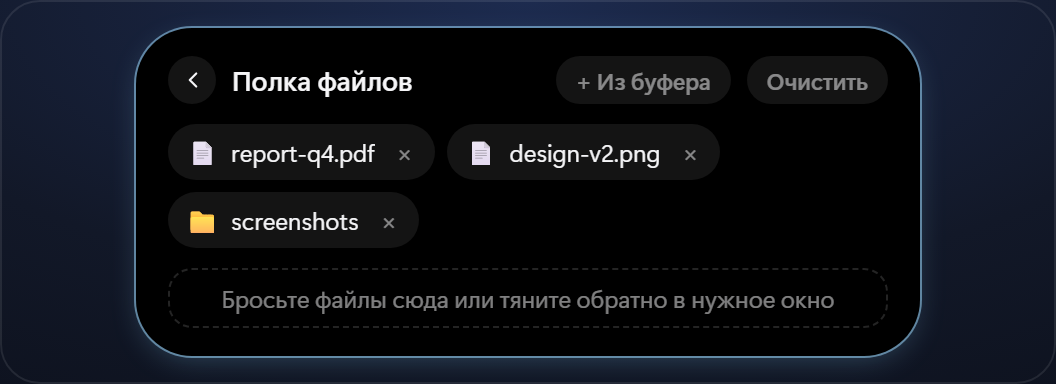 Полка файлов
+ Из буфера
Очистить
report-q4.pdf ×
design-v2.png ×
screenshots ×
Бросьте файлы сюда или тяните обратно в нужное окно